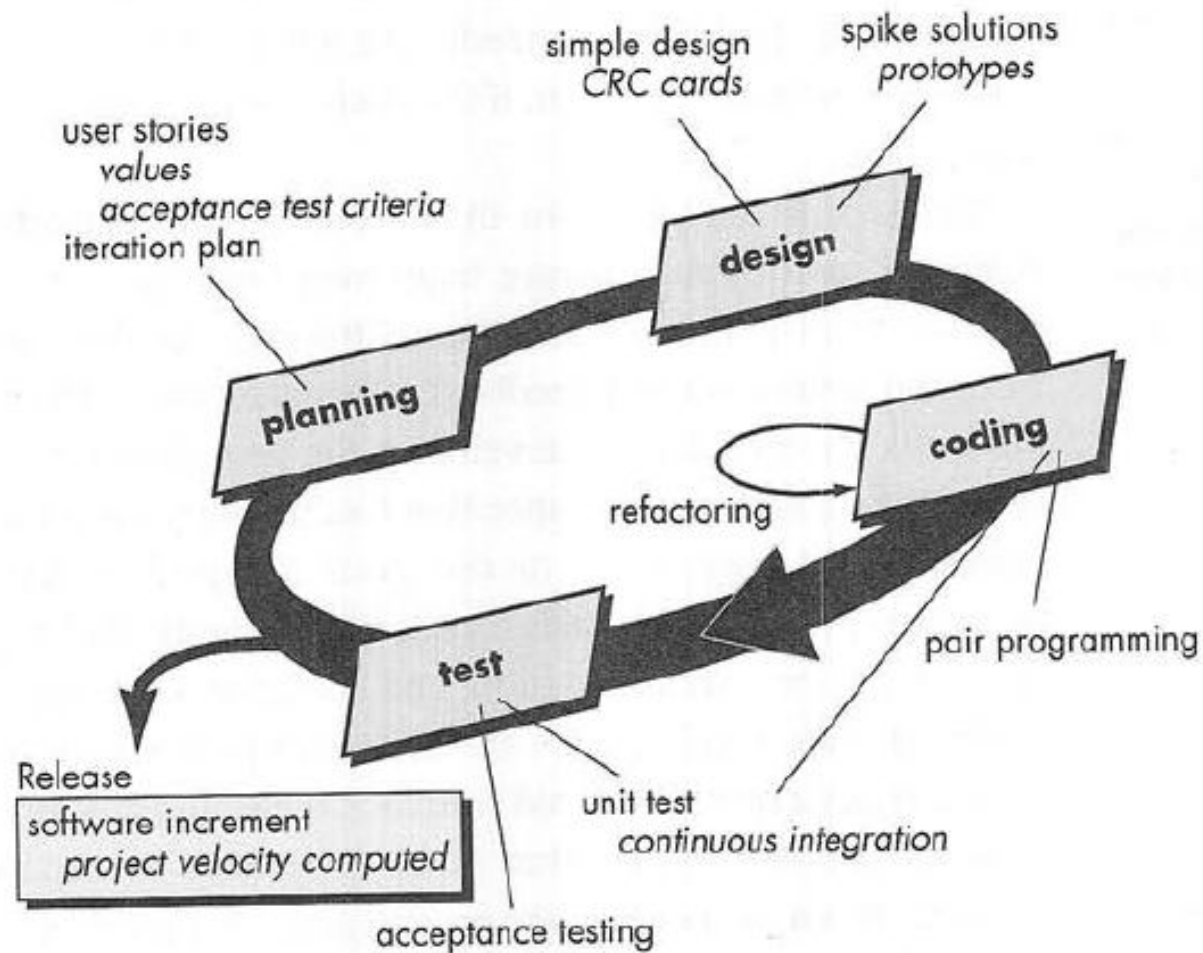 simple design
CRC cards
spike solutions
prototypes
user stories
values
acceptance test criteria
iteration plan
design
planning
coding
refactoring
test
pair programming
Release
software increment
project velocity computed
unit test
continuous integration
acceptance testing